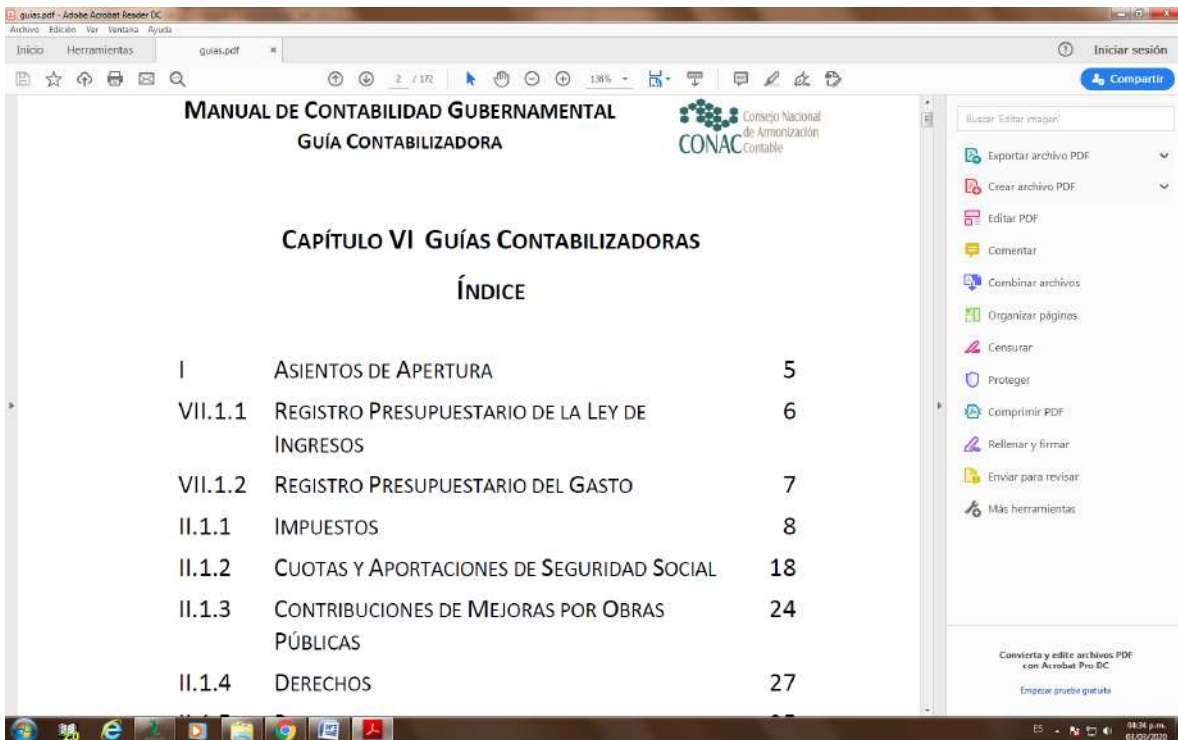 guias.pdf - Adobe Acrobat Reader DC
Archivo Edición Ver Ventana Ayuda
Inicio Herramientas guias.pdf × Iniciar sesión
2 / 172 138% Compartir
MANUAL DE CONTABILIDAD GUBERNAMENTAL
GUÍA CONTABILIZADORA
CONAC Consejo Nacional
de Armonización
Contable
CAPÍTULO VI GUÍAS CONTABILIZADORAS
ÍNDICE
I ASIENTOS DE APERTURA 5
VII.1.1 REGISTRO PRESUPUESTARIO DE LA LEY DE
INGRESOS 6
VII.1.2 REGISTRO PRESUPUESTARIO DEL GASTO 7
II.1.1 IMPUESTOS 8
II.1.2 CUOTAS Y APORTACIONES DE SEGURIDAD SOCIAL 18
II.1.3 CONTRIBUCIONES DE MEJORAS POR OBRAS
PÚBLICAS 24
II.1.4 DERECHOS 27
Buscar 'Editar imagen'
Exportar archivo PDF
Crear archivo PDF
Editar PDF
Comentar
Combinar archivos
Organizar páginas
Censurar
Proteger
Comprimir PDF
Rellenar y firmar
Enviar para revisar
Más herramientas
Convierta y edite archivos PDF
con Acrobat Pro DC
Empezar prueba gratuita
ES 04:34 p.m.
03/03/2020